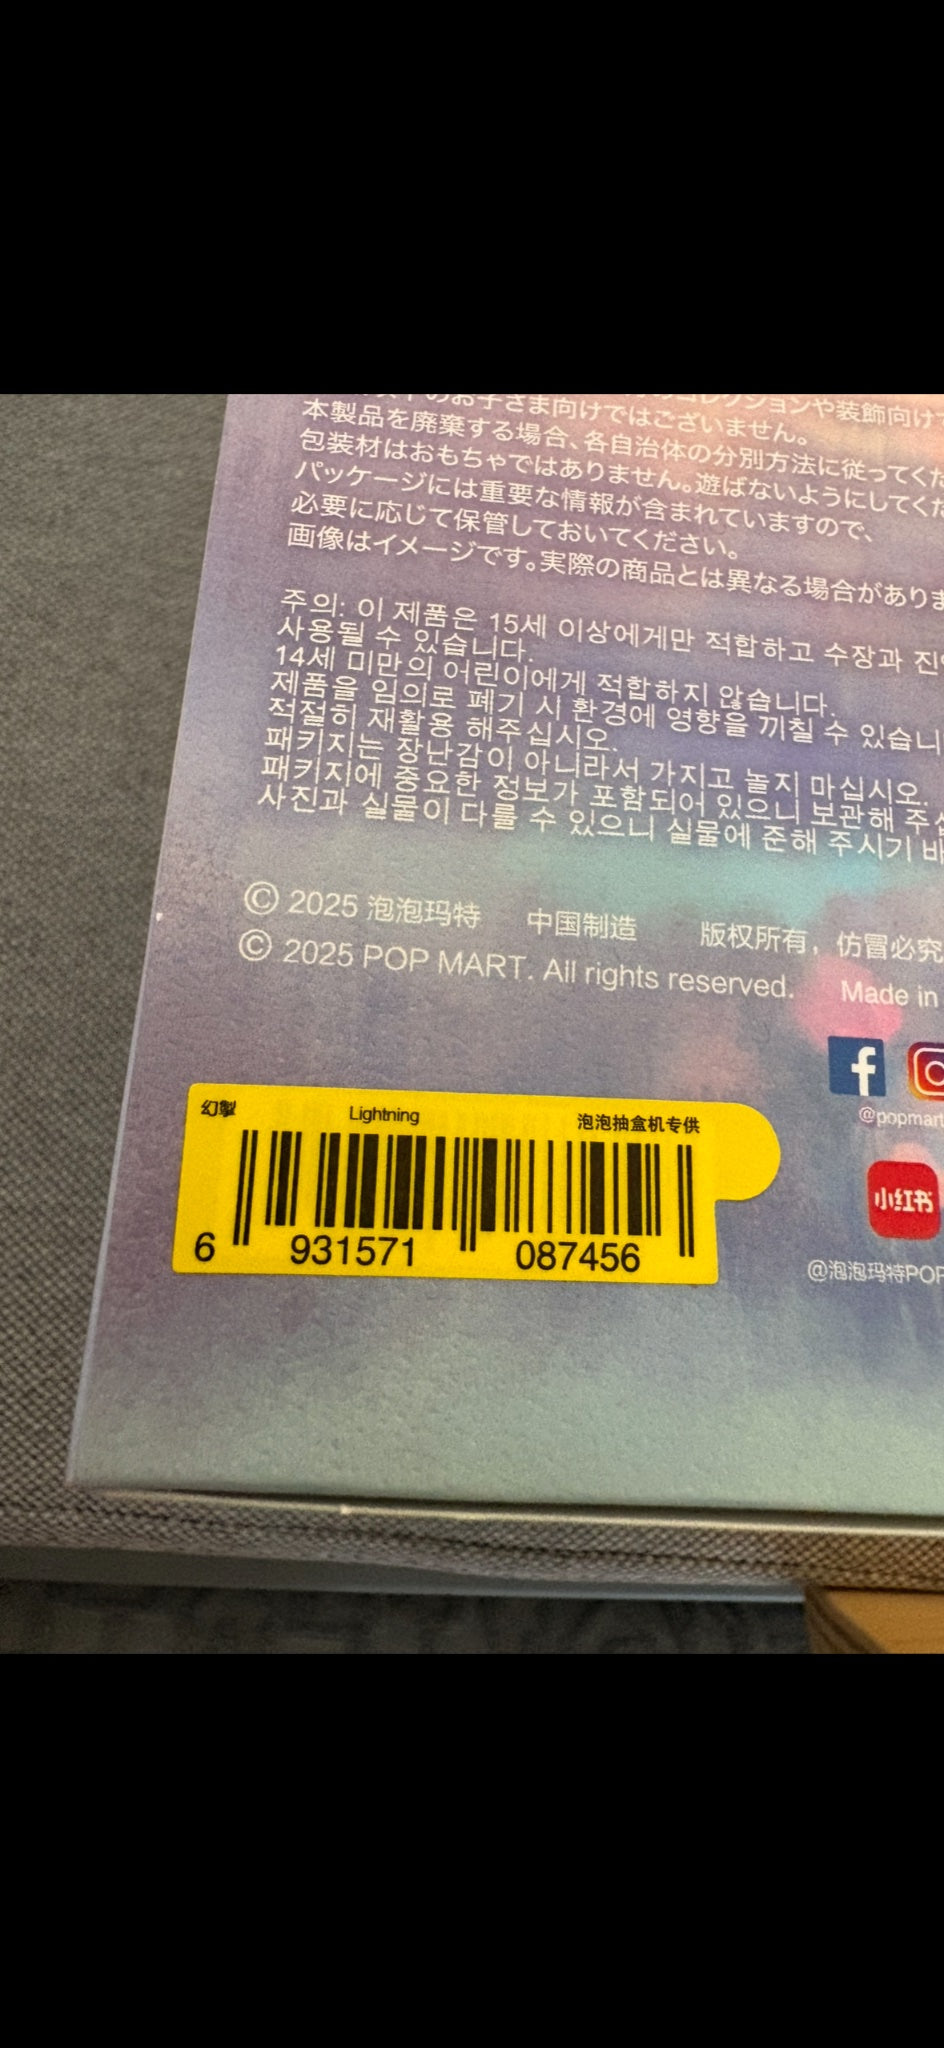 のお子さま向けではございません。
本製品を廃棄する場合、各自治体の分別方法に従ってくだ
包装材はおもちゃではありません。遊ばないようにしてくだ
パッケージには重要な情報が含まれていますので、
必要に応じて保管しておいてください。
画像はイメージです。実際の商品とは異なる場合がありま
주의: 이 제품은 15세 이상에게만 적합하고 수장과 진
사용될 수 있습니다.
14세 미만의 어린이에게 적합하지 않습니다.
제품을 임의로 폐기 시 환경에 영향을 끼칠 수 있습니
적절히 재활용 해주십시오.
패키지는 장난감이 아니라서 가지고 놀지 마십시오.
패키지에 중요한 정보가 포함되어 있으니 보관해 주십
사진과 실물이 다를 수 있으니 실물에 준해 주시기 바
© 2025 泡泡玛特 中国制造 版权所有，仿冒必究
© 2025 POP MART. All rights reserved. Made in
@popmart
小红书
@泡泡玛特POP
Lightning 泡泡抽盒机专供
6 931571 087456